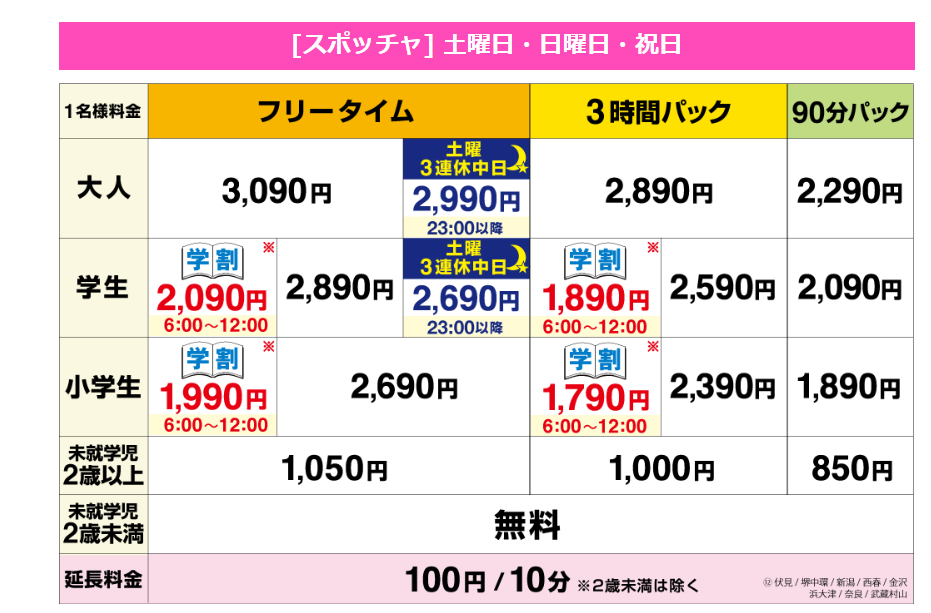 [スポッチャ] 土曜日・日曜日・祝日
1名様料金 フリータイム 3時間パック 90分パック
大人 3,090円 土曜 3連休中日 2,990円 23:00以降 2,890円 2,290円
学生 学割 ※ 2,090円 6:00〜12:00 2,890円 土曜 3連休中日 2,690円 23:00以降 学割 ※ 1,890円 6:00〜12:00 2,590円 2,090円
小学生 学割 ※ 1,990円 6:00〜12:00 2,690円 学割 ※ 1,790円 6:00〜12:00 2,390円 1,890円
未就学児 2歳以上 1,050円 1,000円 850円
未就学児 2歳未満 無料
延長料金 100円 / 10分 ※2歳未満は除く
⑫ 伏見 / 堺中環 / 新潟 / 西春 / 金沢
浜大津 / 奈良 / 武蔵村山